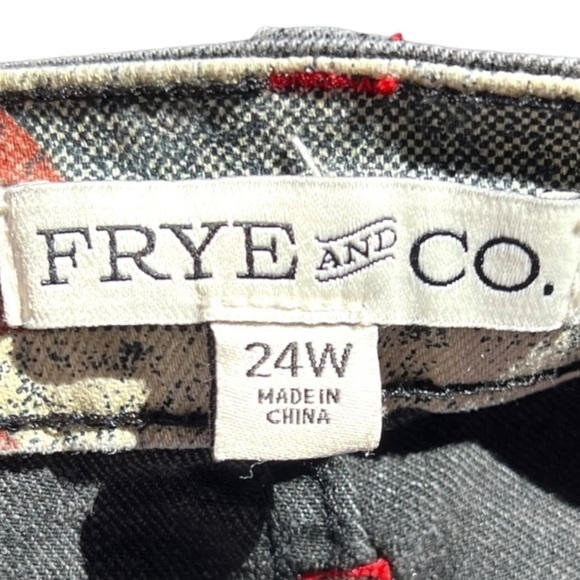 FRYE AND CO.
24W
MADE IN
CHINA